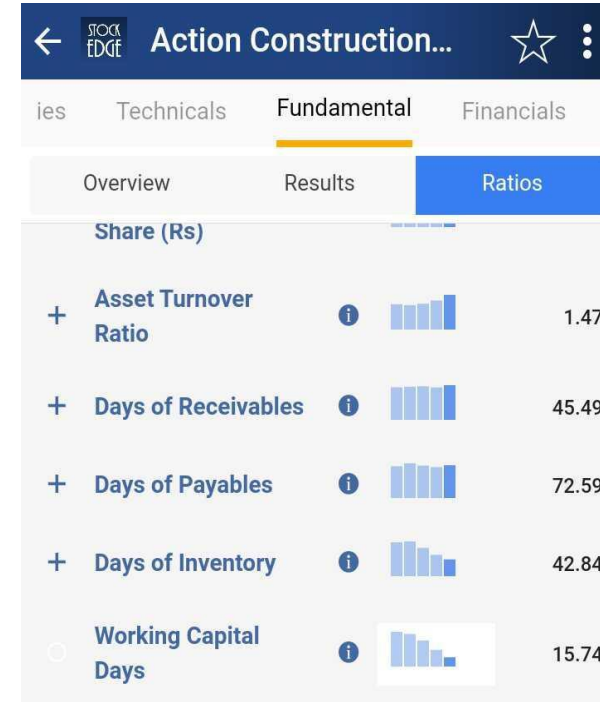 STOCK
EDGE
Action Construction...
ies Technicals Fundamental Financials
Overview Results Ratios
Share (Rs)
Asset Turnover
Ratio
1.47
Days of Receivables 45.49
Days of Payables 72.59
Days of Inventory 42.84
Working Capital
Days
15.74